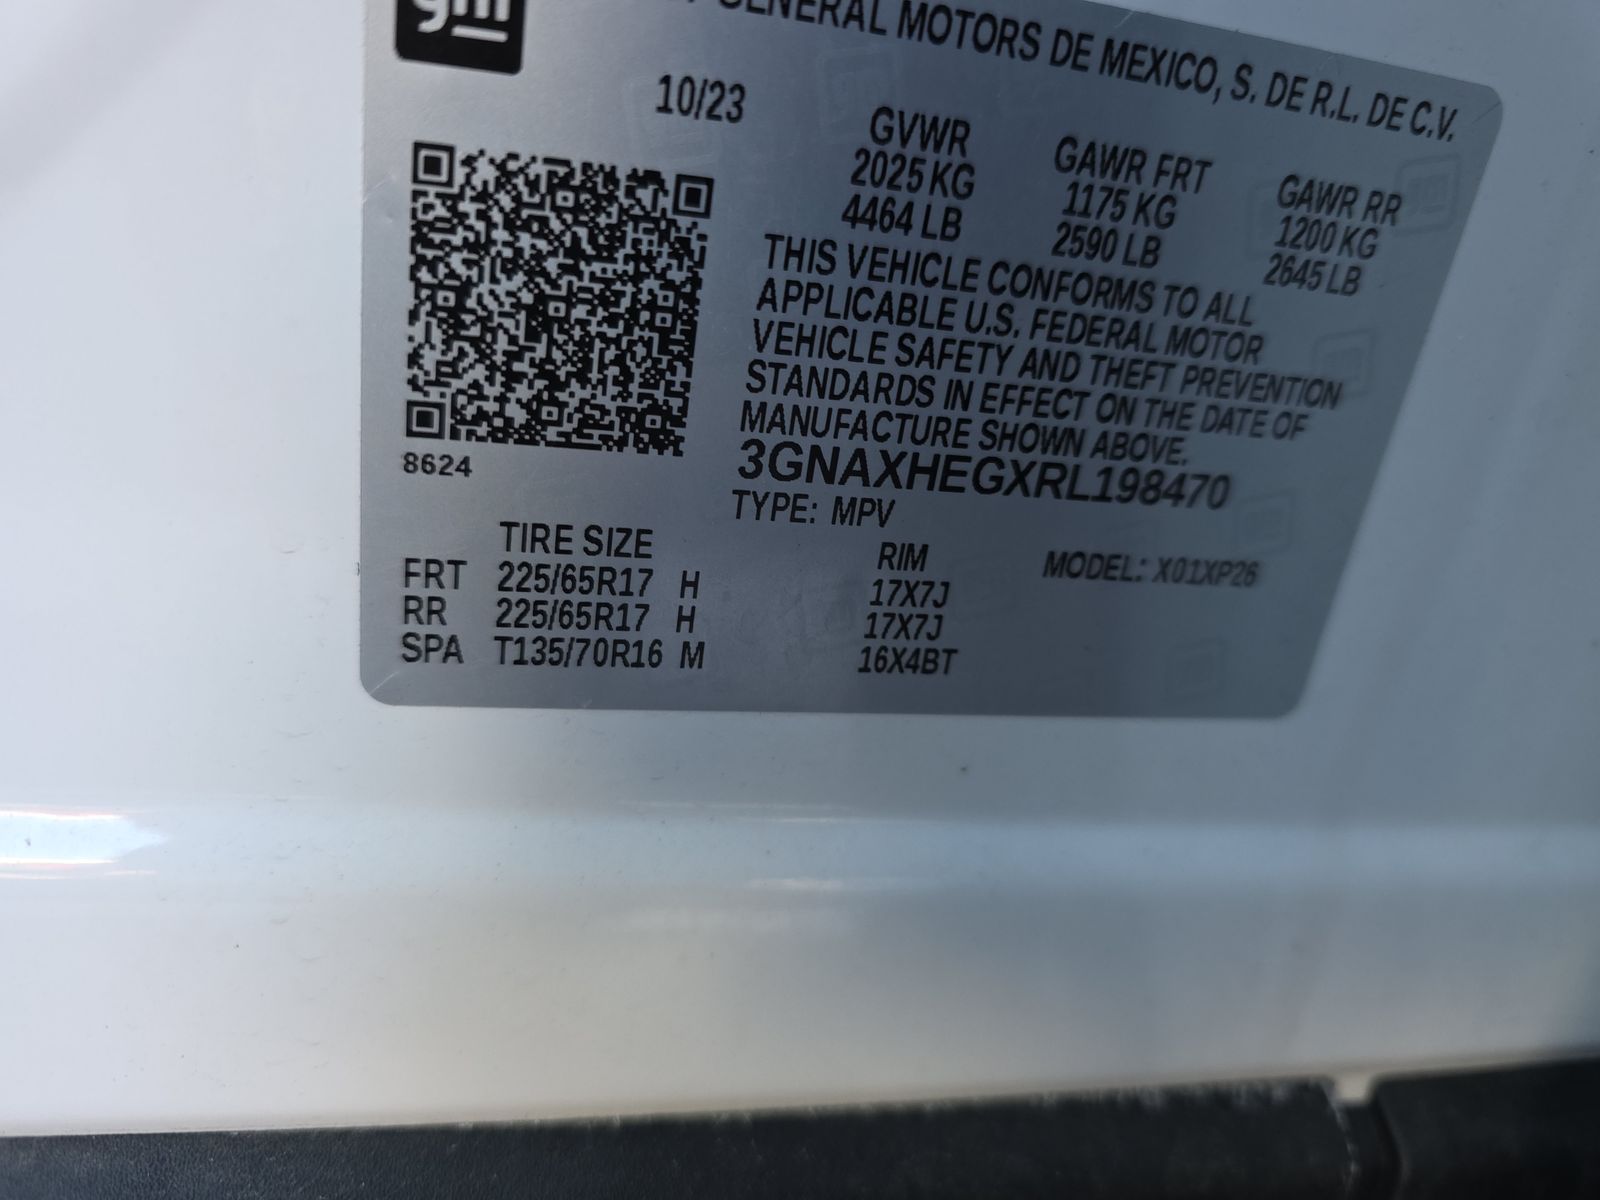 gm
GENERAL MOTORS DE MEXICO, S. DE R.L. DE C.V.
10/23
GVWR GAWR FRT GAWR RR
2025 KG 1175 KG 1200 KG
4464 LB 2590 LB 2645 LB
THIS VEHICLE CONFORMS TO ALL
APPLICABLE U.S. FEDERAL MOTOR
VEHICLE SAFETY AND THEFT PREVENTION
STANDARDS IN EFFECT ON THE DATE OF
MANUFACTURE SHOWN ABOVE.
3GNAXHEGXRL198470
8624
TYPE: MPV MODEL: X01XP26
TIRE SIZE RIM
FRT 225/65R17 H 17X7J
RR 225/65R17 H 17X7J
SPA T135/70R16 M 16X4BT